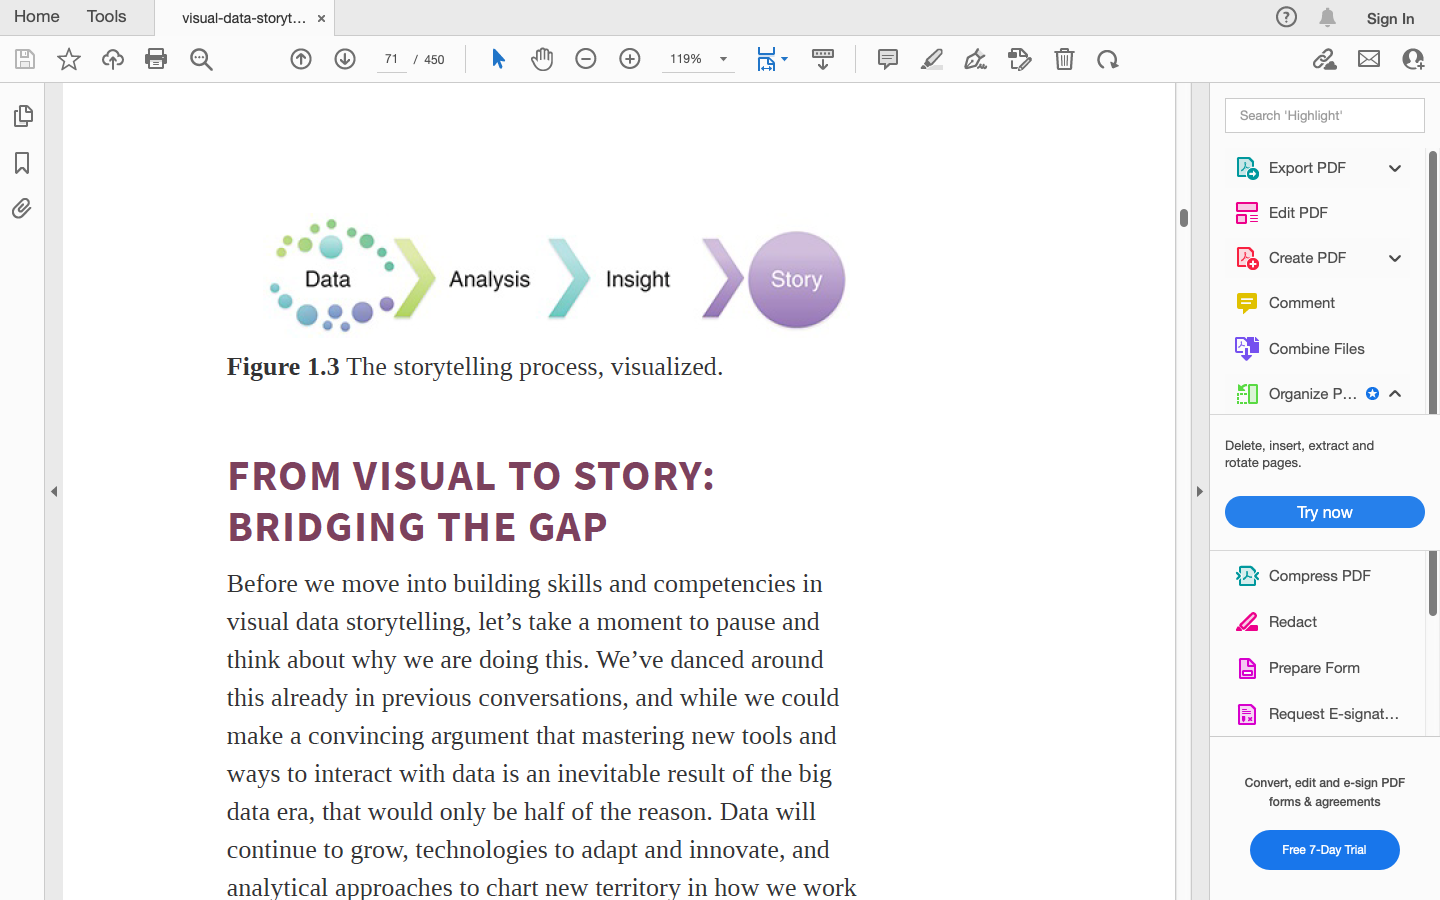 Home
Tools
visual-data-storyt...
Sign In
71 / 450
119%
Search 'Highlight'
Export PDF
Edit PDF
Create PDF
Comment
Combine Files
Organize P...
Delete, insert, extract and
rotate pages.
Try now
Compress PDF
Redact
Prepare Form
Request E-signat...
Convert, edit and e-sign PDF
forms & agreements
Free 7-Day Trial
Data
Analysis
Insight
Story
Figure 1.3 The storytelling process, visualized.
FROM VISUAL TO STORY:
BRIDGING THE GAP
Before we move into building skills and competencies in
visual data storytelling, let’s take a moment to pause and
think about why we are doing this. We’ve danced around
this already in previous conversations, and while we could
make a convincing argument that mastering new tools and
ways to interact with data is an inevitable result of the big
data era, that would only be half of the reason. Data will
continue to grow, technologies to adapt and innovate, and
analytical approaches to chart new territory in how we work